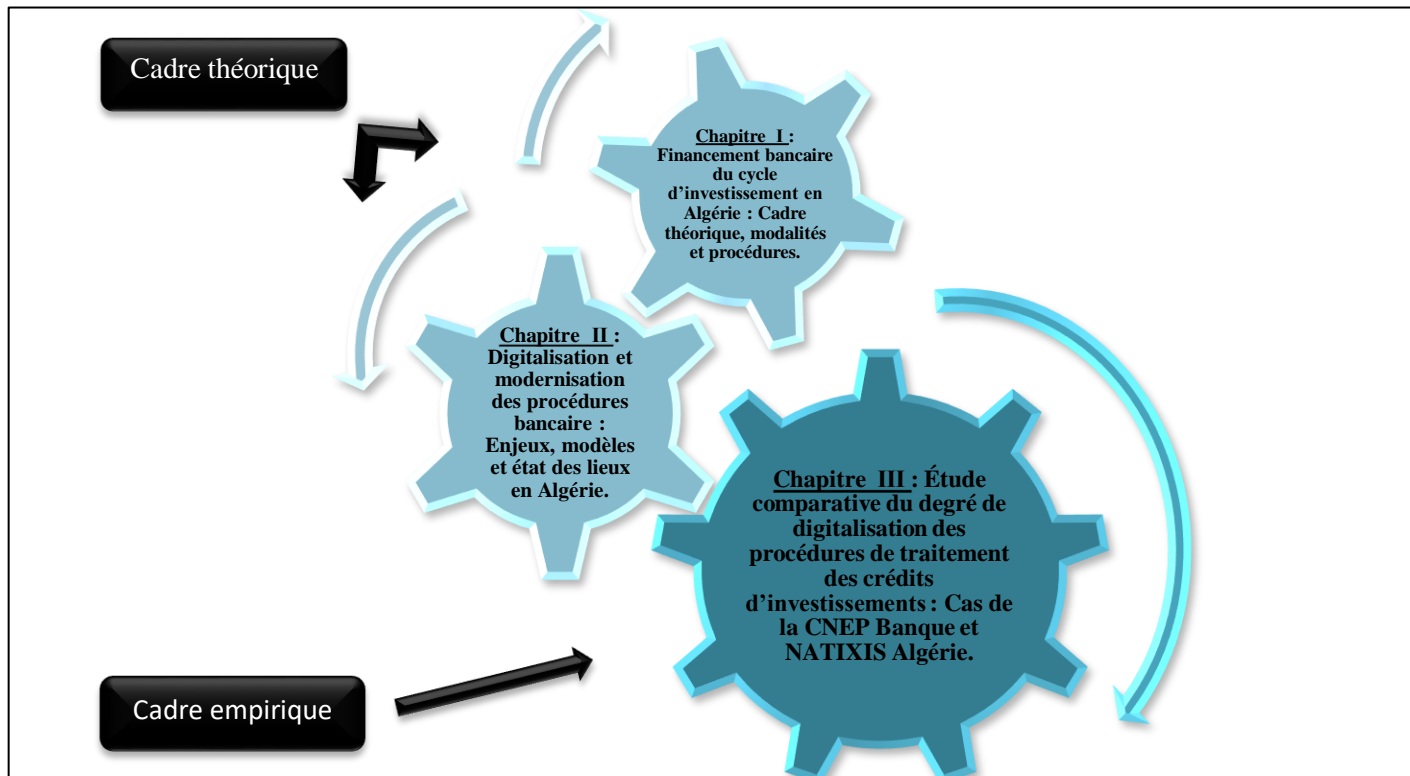 Cadre théorique
Chapitre I :
Financement bancaire
du cycle
d’investissement en
Algérie : Cadre
théorique, modalités
et procédures.
Chapitre II :
Digitalisation et
modernisation
des procédures
bancaire :
Enjeux, modèles
et état des lieux
en Algérie.
Chapitre III : Étude
comparative du degré de
digitalisation des
procédures de traitement
des crédits
d’investissements : Cas de
la CNEP Banque et
NATIXIS Algérie.
Cadre empirique